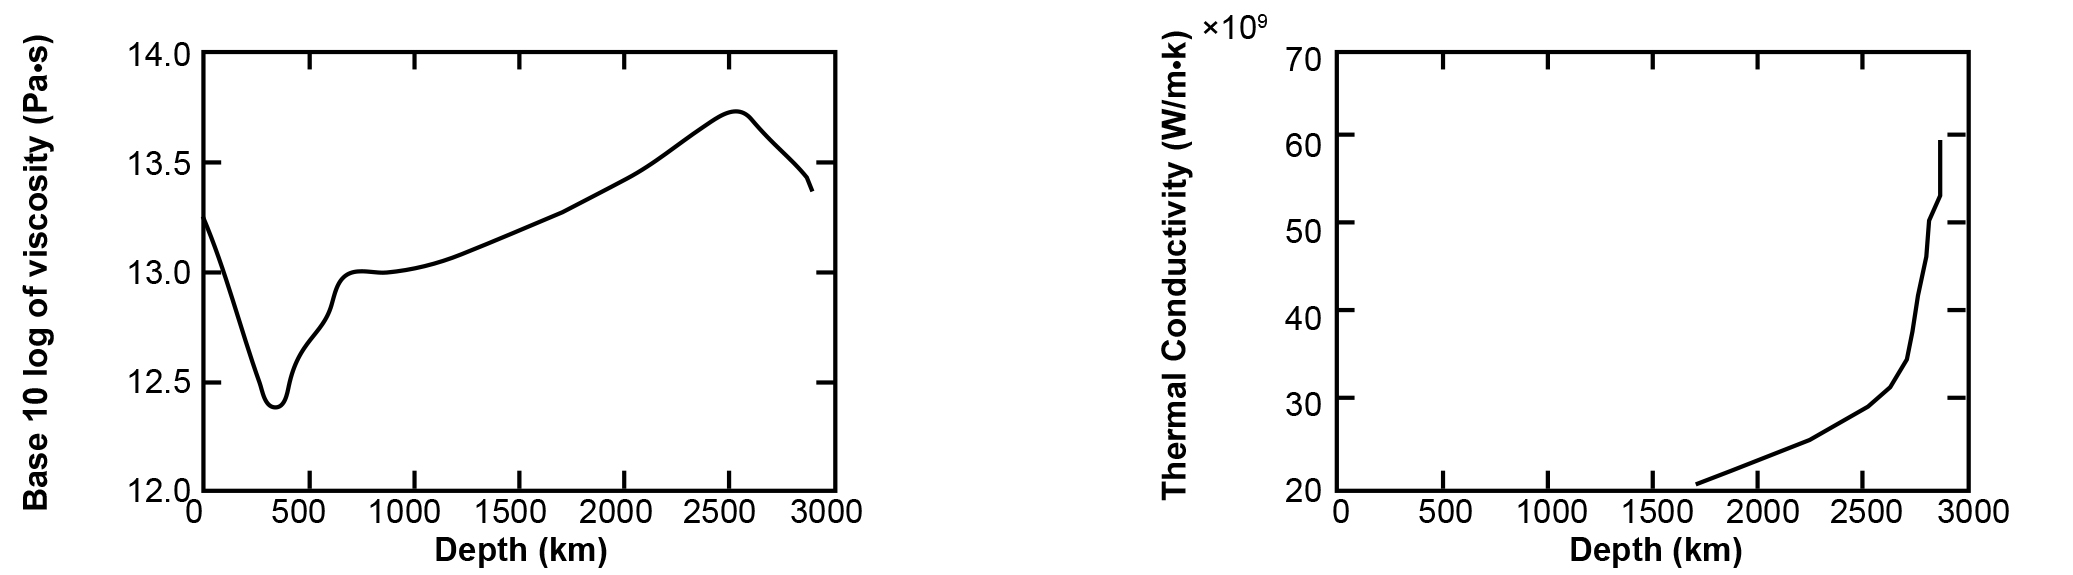 Base 10 log of viscosity (Pa•s)
14.0
13.5
13.0
12.5
12.0
0 500 1000 1500 2000 2500 3000
Depth (km)
Thermal Conductivity (W/m•k)
×10⁹
70
60
50
40
30
20
0 500 1000 1500 2000 2500 3000
Depth (km)